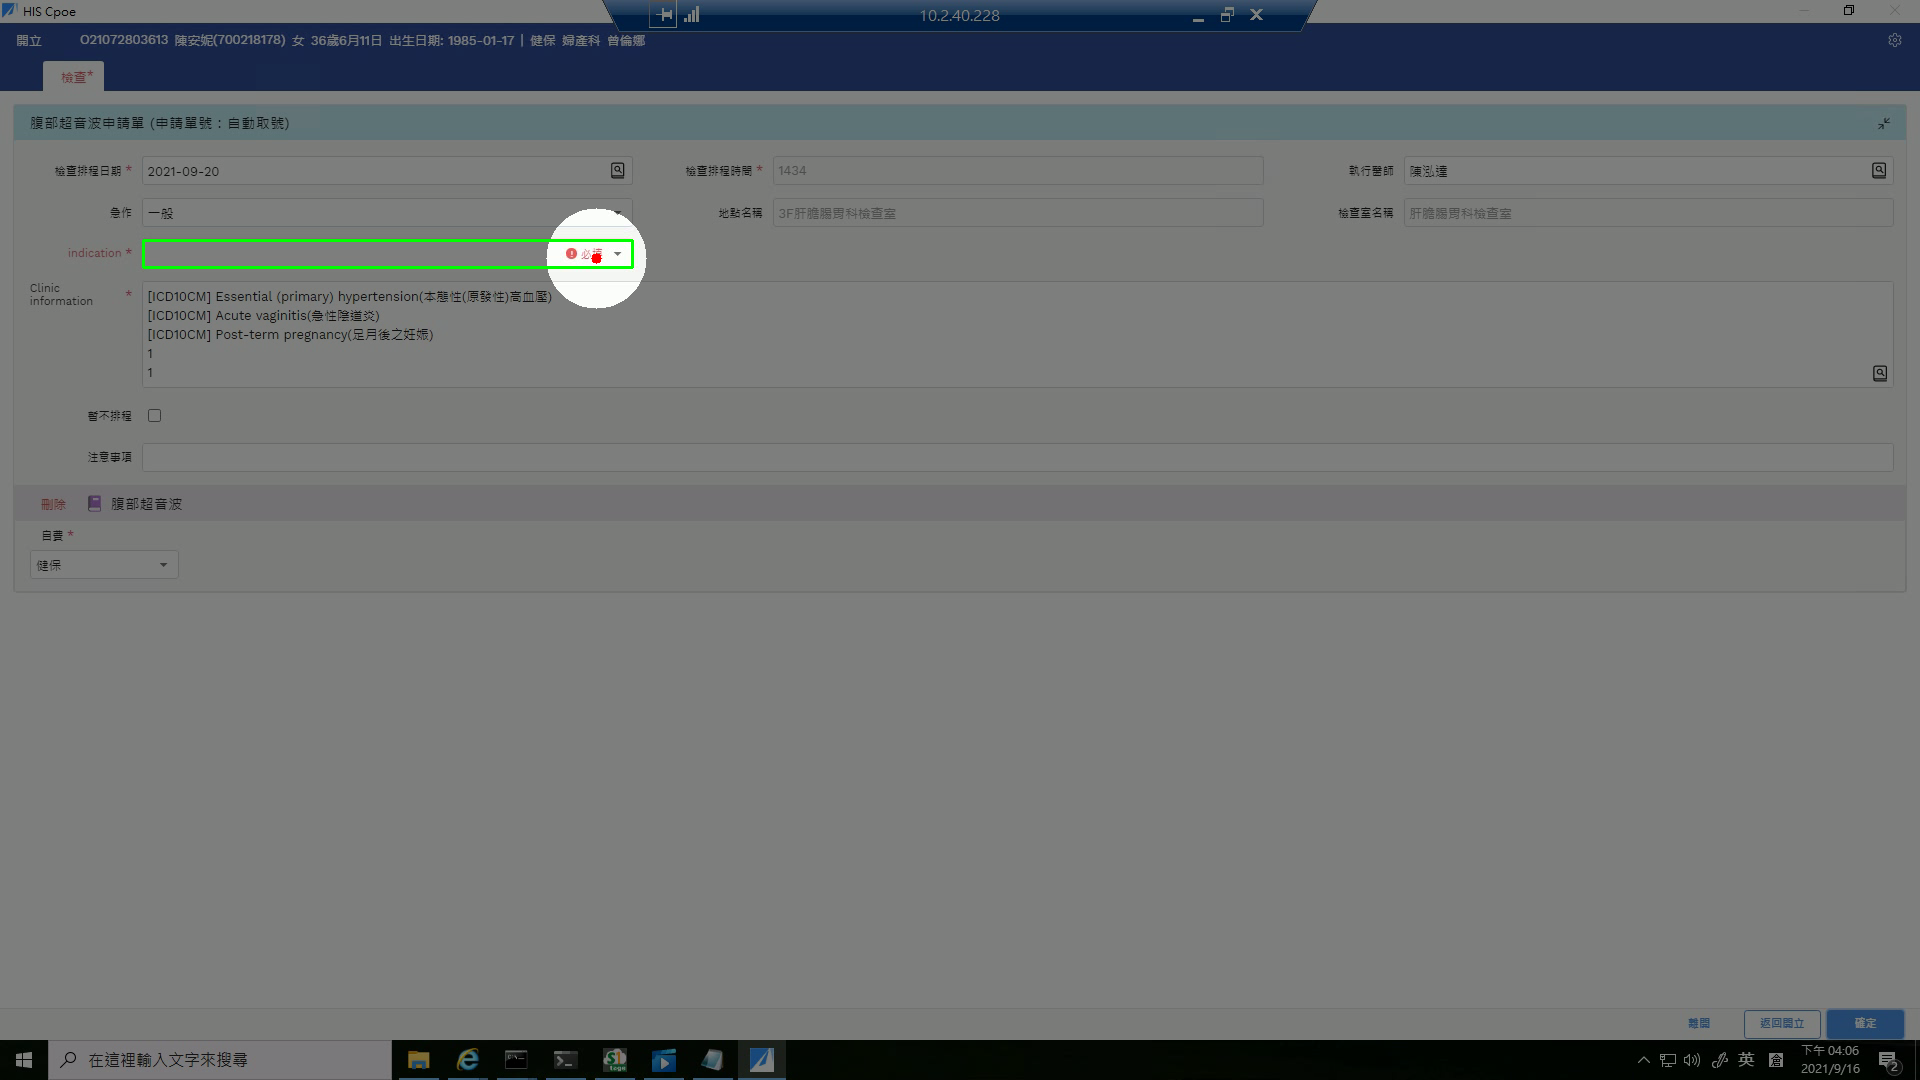 HIS Cpoe
10.2.40.228
開立 O21072803613 陳安妮(700218178) 女 36歲6月11日 出生日期: 1985-01-17 | 健保 婦產科 曾倫娜
檢查*
腹部超音波申請單 (申請單號：自動取號)
檢查排程日期 * 2021-09-20 檢查排程時間 * 1434 執行醫師 陳泓達
急作 一般 地點名稱 3F肝膽腸胃科檢查室 檢查室名稱 肝膽腸胃科檢查室
indication * 必填
Clinic information *
[ICD10CM] Essential (primary) hypertension(本態性(原發性)高血壓)
[ICD10CM] Acute vaginitis(急性陰道炎)
[ICD10CM] Post-term pregnancy(足月後之妊娠)
1
1
暫不排程
注意事項
刪除 腹部超音波
自費 *
健保
離開 返回開立 確定
在這裡輸入文字來搜尋
英
下午 04:06
2021/9/16
2